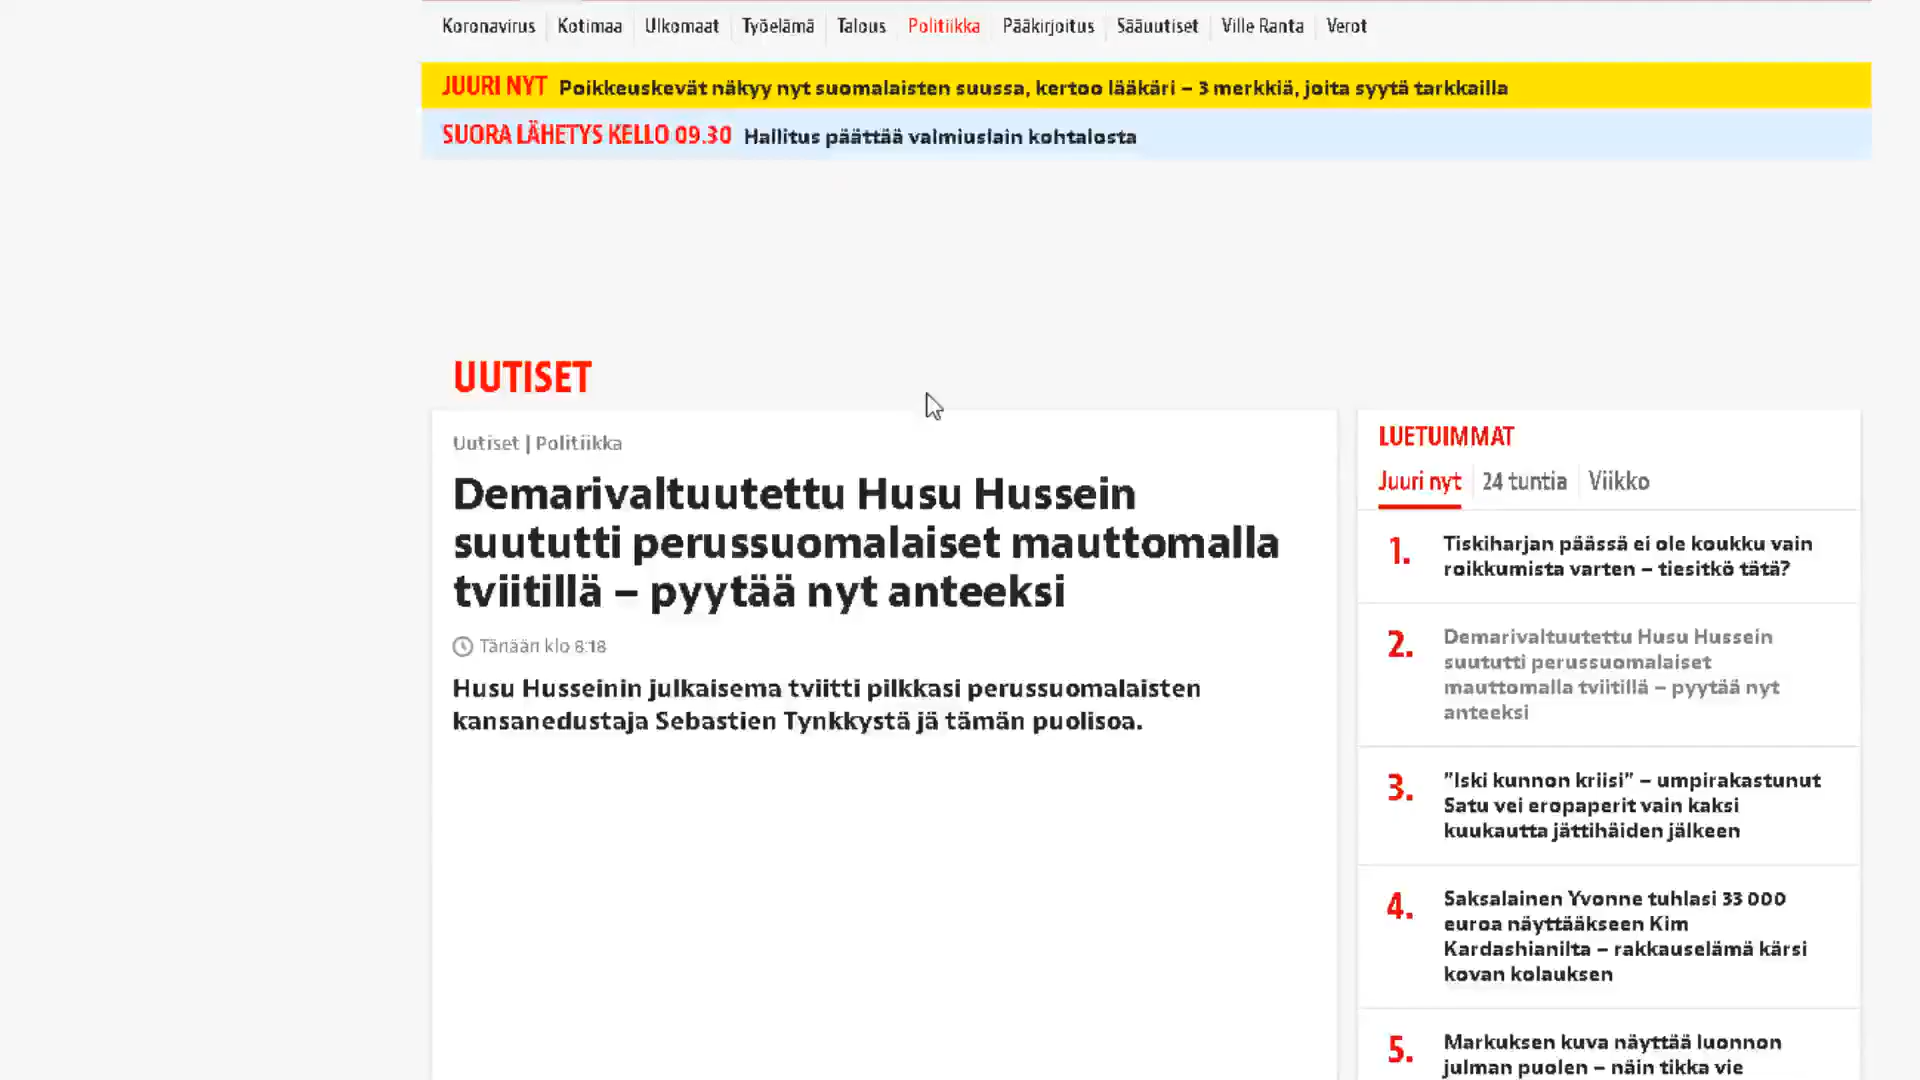 Koronavirus Kotimaa Ulkomaat Työelämä Talous Politiikka Pääkirjoitus Sääuutiset Ville Ranta Verot
JUURI NYT Poikkeuskevät näkyy nyt suomalaisten suussa, kertoo lääkäri – 3 merkkiä, joita syytä tarkkailla
SUORA LÄHETYS KELLO 09.30 Hallitus päättää valmiuslain kohtalosta
UUTISET
Uutiset | Politiikka
Demarivaltuutettu Husu Hussein
suututti perussuomalaiset mauttomalla
tviitillä – pyytää nyt anteeksi
Tänään klo 8:18
Husu Husseinin julkaisema tviitti pilkkasi perussuomalaisten
kansanedustaja Sebastien Tynkkystä jä tämän puolisoa.
LUETUIMMAT
Juuri nyt 24 tuntia Viikko
1. Tiskiharjan päässä ei ole koukku vain
roikkumista varten – tiesitkö tätä?
2. Demarivaltuutettu Husu Hussein
suututti perussuomalaiset
mauttomalla tviitillä – pyytää nyt
anteeksi
3. ”Iski kunnon kriisi” – umpirakastunut
Satu vei eropaperit vain kaksi
kuukautta jättihäiden jälkeen
4. Saksalainen Yvonne tuhlasi 33 000
euroa näyttääkseen Kim
Kardashianilta – rakkauselämä kärsi
kovan kolauksen
5. Markuksen kuva näyttää luonnon
julman puolen – näin tikka vie